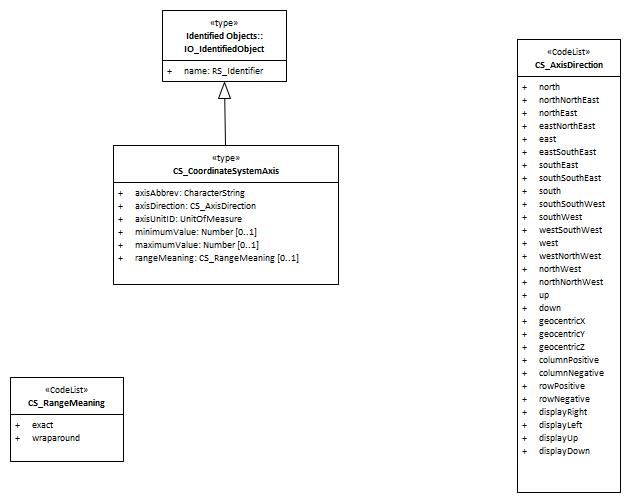 «type»
Identified Objects::
IO_IdentifiedObject
+ name: RS_Identifier
«type»
CS_CoordinateSystemAxis
+ axisAbbrev: CharacterString
+ axisDirection: CS_AxisDirection
+ axisUnitID: UnitOfMeasure
+ minimumValue: Number [0..1]
+ maximumValue: Number [0..1]
+ rangeMeaning: CS_RangeMeaning [0..1]
«CodeList»
CS_RangeMeaning
+ exact
+ wraparound
«CodeList»
CS_AxisDirection
+ north
+ northNorthEast
+ northEast
+ eastNorthEast
+ east
+ eastSouthEast
+ southEast
+ southSouthEast
+ south
+ southSouthWest
+ southWest
+ westSouthWest
+ west
+ westNorthWest
+ northWest
+ northNorthWest
+ up
+ down
+ geocentricX
+ geocentricY
+ geocentricZ
+ columnPositive
+ columnNegative
+ rowPositive
+ rowNegative
+ displayRight
+ displayLeft
+ displayUp
+ displayDown